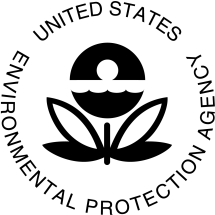 UNITED STATES
ENVIRONMENTAL PROTECTION AGENCY